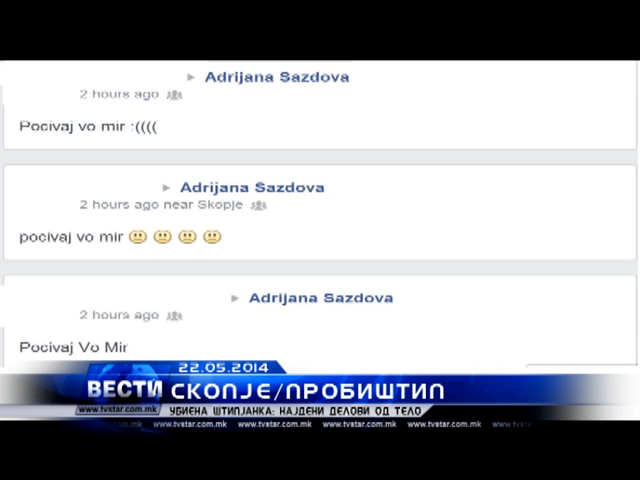 Adrijana Sazdova
2 hours ago
Pocivaj vo mir :((((
Adrijana Sazdova
2 hours ago near Skopje
pocivaj vo mir
Adrijana Sazdova
2 hours ago
Pocivaj Vo Mir
22.05.2014
ВЕСТИ СКОПЈЕ/ПРОБИШТИП
www.tvstar.com.mk УБИЕНА ШТИПЈАНКА: НАЈДЕНИ ДЕЛОВИ ОД ТЕЛО
www.tvstar.com.mk www.tvstar.com.mk www.tvstar.com.mk www.tvstar.com.mk www.tvstar.com.mk